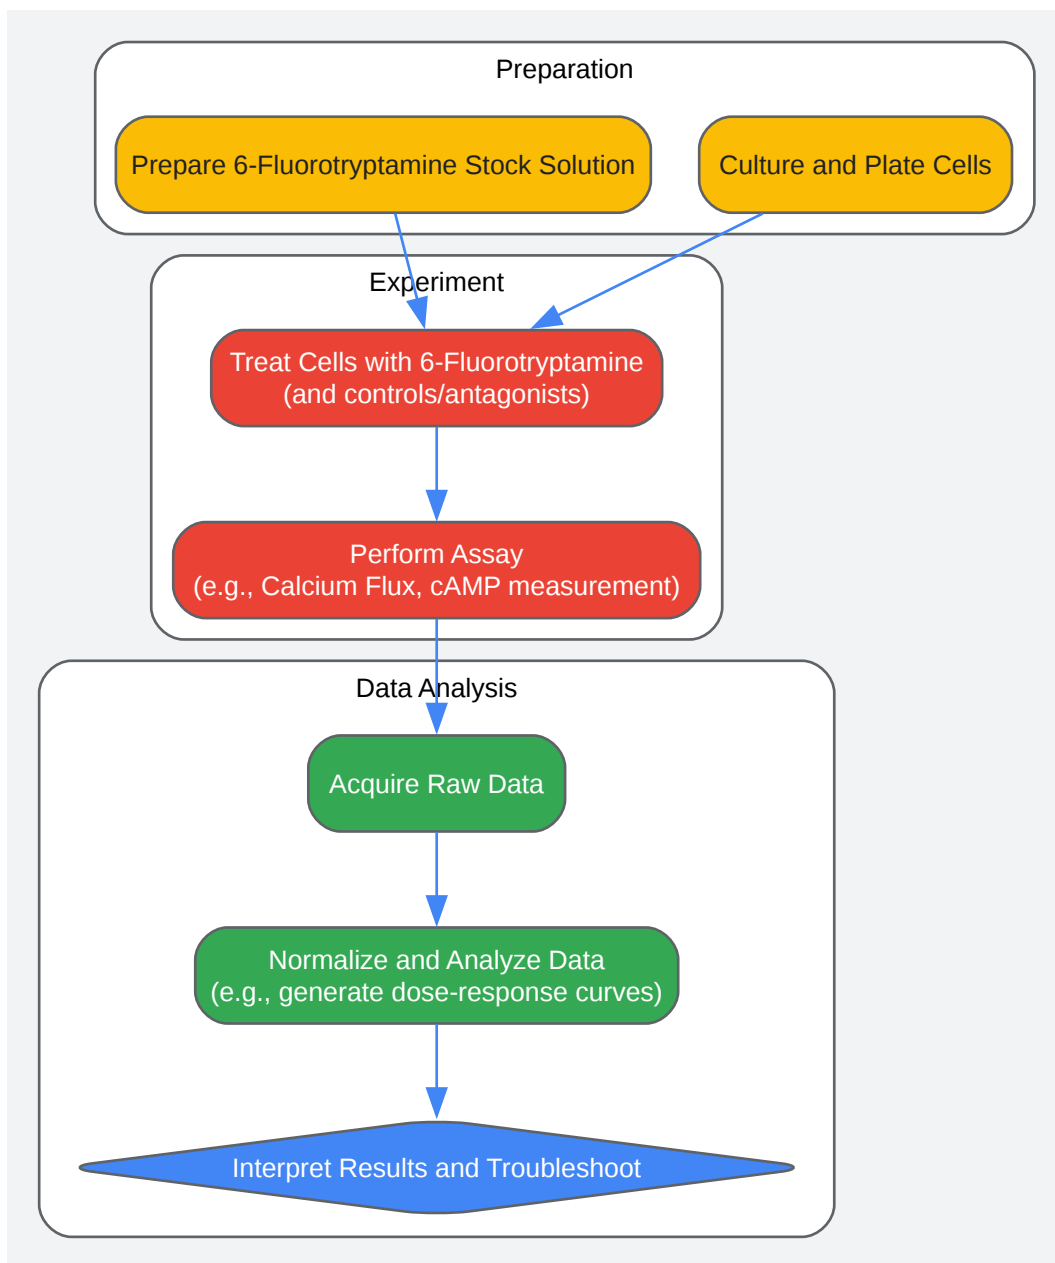 Preparation
Prepare 6-Fluorotryptamine Stock Solution
Culture and Plate Cells
Experiment
Treat Cells with 6-Fluorotryptamine
(and controls/antagonists)
Perform Assay
(e.g., Calcium Flux, cAMP measurement)
Data Analysis
Acquire Raw Data
Normalize and Analyze Data
(e.g., generate dose-response curves)
Interpret Results and Troubleshoot